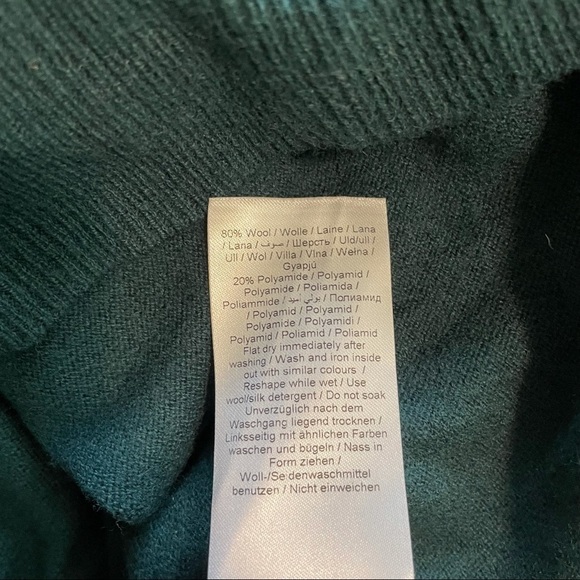 80% Wool / Wolle / Laine / Lana
/ Lana / صوف / Шерсть / Uld/ull /
Ull / Wol / Villa / Vlna / Wełna /
Gyapjú
20% Polyamide / Polyamid /
Polyamide / Poliamida /
Poliammide / بولي أميد / Полиамид
/ Polyamid / Polyamid /
Polyamide / Polyamidi /
Polyamid / Poliamid / Poliamid
Flat dry immediately after
washing / Wash and iron inside
out with similar colours /
Reshape while wet / Use
wool/silk detergent / Do not soak
Unverzüglich nach dem
Waschgang liegend trocknen /
Linksseitig mit ähnlichen Farben
waschen und bügeln / Nass in
Form ziehen /
Woll-/Seidenwaschmittel
benutzen / Nicht einweichen